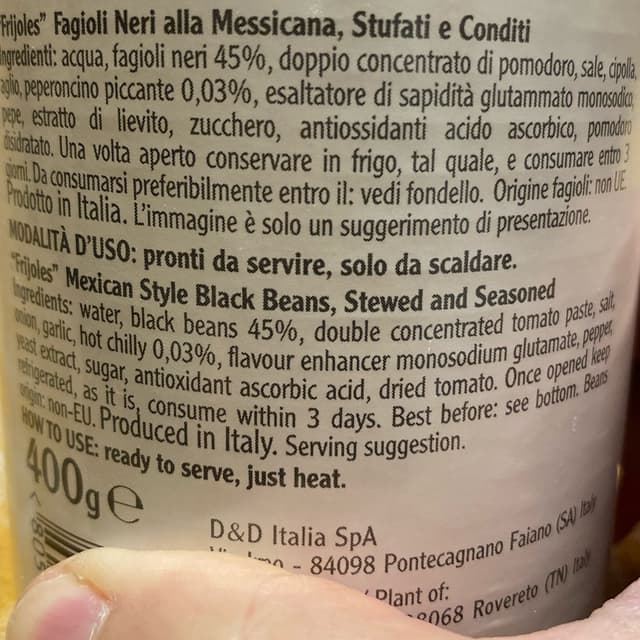 "Frijoles" Fagioli Neri alla Messicana, Stufati e Conditi
Ingredienti: acqua, fagioli neri 45%, doppio concentrato di pomodoro, sale, cipolla,
aglio, peperoncino piccante 0,03%, esaltatore di sapidità glutammato monosodico,
pepe, estratto di lievito, zucchero, antiossidanti acido ascorbico, pomodoro
disidratato. Una volta aperto conservare in frigo, tal quale, e consumare entro 3
giorni. Da consumarsi preferibilmente entro il: vedi fondello. Origine fagioli: non UE.
Prodotto in Italia. L'immagine è solo un suggerimento di presentazione.
MODALITÀ D'USO: pronti da servire, solo da scaldare.
"Frijoles" Mexican Style Black Beans, Stewed and Seasoned
Ingredients: water, black beans 45%, double concentrated tomato paste, salt,
onion, garlic, hot chilly 0,03%, flavour enhancer monosodium glutamate, pepper,
yeast extract, sugar, antioxidant ascorbic acid, dried tomato. Once opened keep
refrigerated, as it is, consume within 3 days. Best before: see bottom. Beans
origin: non-EU. Produced in Italy. Serving suggestion.
HOW TO USE: ready to serve, just heat.
400g e
D&D Italia SpA
- 84098 Pontecagnano Faiano (SA) Italy
Plant of:
Rovereto (TN) Italy